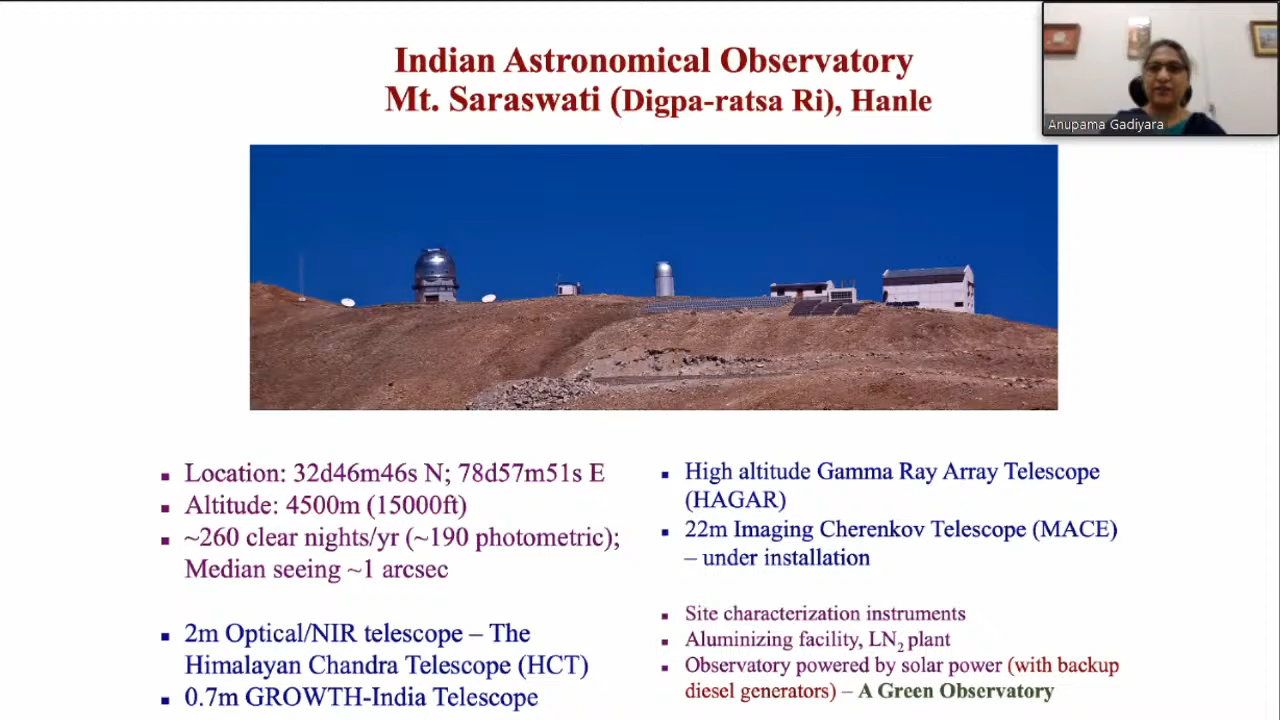 Indian Astronomical Observatory
Mt. Saraswati (Digpa-ratsa Ri), Hanle
Anupama Gadiyara
▪ Location: 32d46m46s N; 78d57m51s E
▪ Altitude: 4500m (15000ft)
▪ ~260 clear nights/yr (~190 photometric);
Median seeing ~1 arcsec
▪ 2m Optical/NIR telescope – The
Himalayan Chandra Telescope (HCT)
▪ 0.7m GROWTH-India Telescope
▪ High altitude Gamma Ray Array Telescope
(HAGAR)
▪ 22m Imaging Cherenkov Telescope (MACE)
– under installation
▪ Site characterization instruments
▪ Aluminizing facility, LN₂ plant
▪ Observatory powered by solar power (with backup
diesel generators) – A Green Observatory